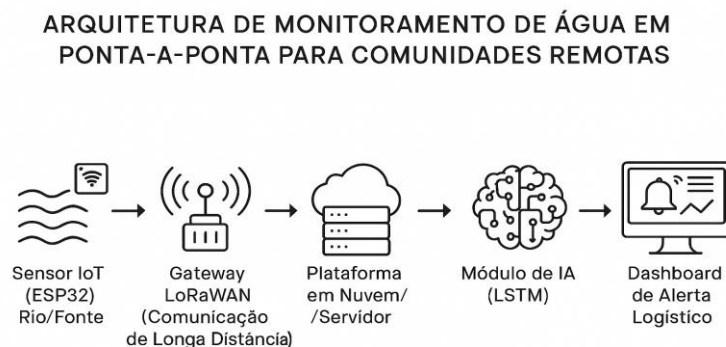 ARQUITETURA DE MONITORAMENTO DE ÁGUA EM
PONTA-A-PONTA PARA COMUNIDADES REMOTAS
Sensor IoT
(ESP32)
Rio/Fonte
Gateway
LoRaWAN
(Comunicação
de Longa Distáncia)
Plataforma
em Nuvem/
/Servidor
Módulo de IA
(LSTM)
Dashboard
de Alerta
Logístico